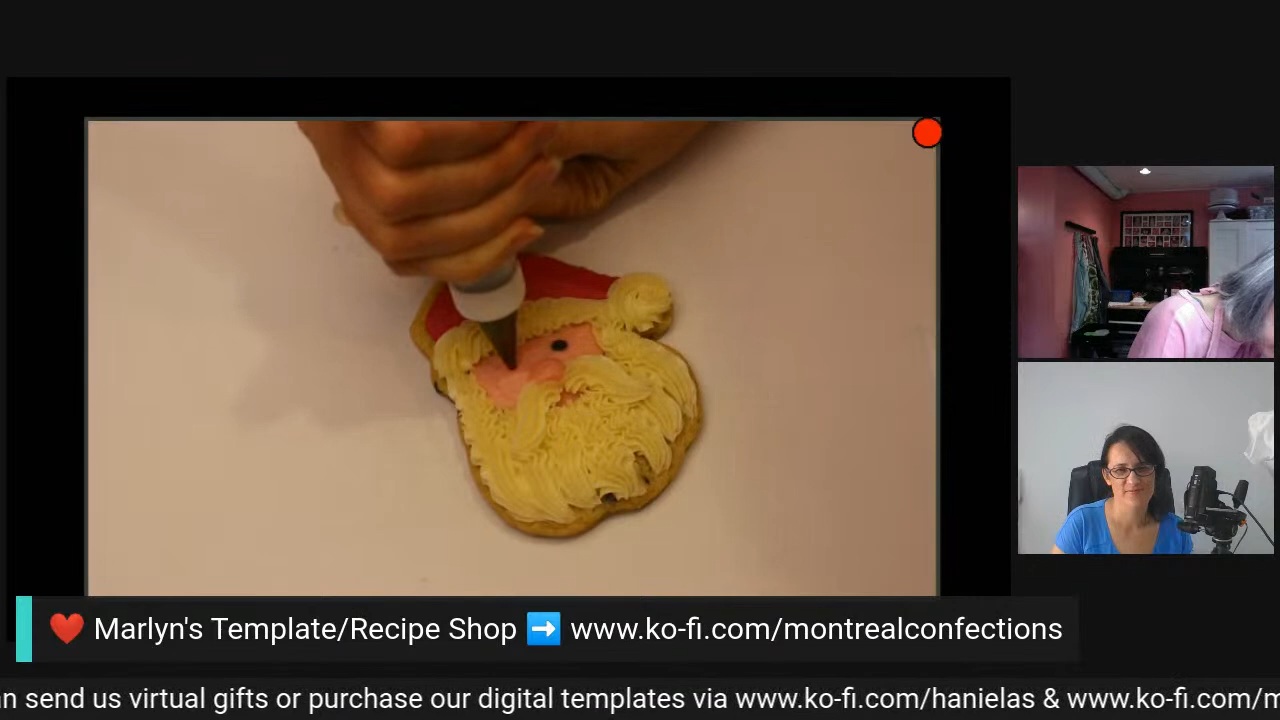 ❤️ Marlyn's Template/Recipe Shop ➡️ www.ko-fi.com/montrealconfections
an send us virtual gifts or purchase our digital templates via www.ko-fi.com/hanielas & www.ko-fi.com/m